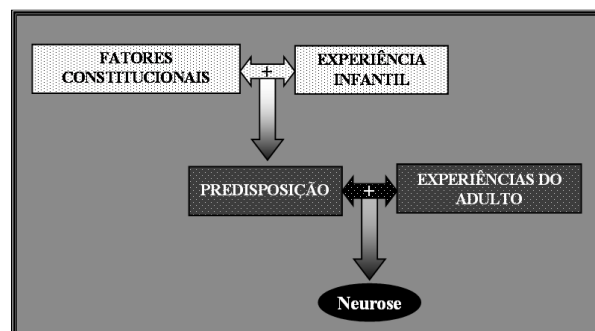 FATORES
CONSTITUCIONAIS
+
EXPERIÊNCIA
INFANTIL
PREDISPOSIÇÃO
+
EXPERIÊNCIAS DO
ADULTO
Neurose